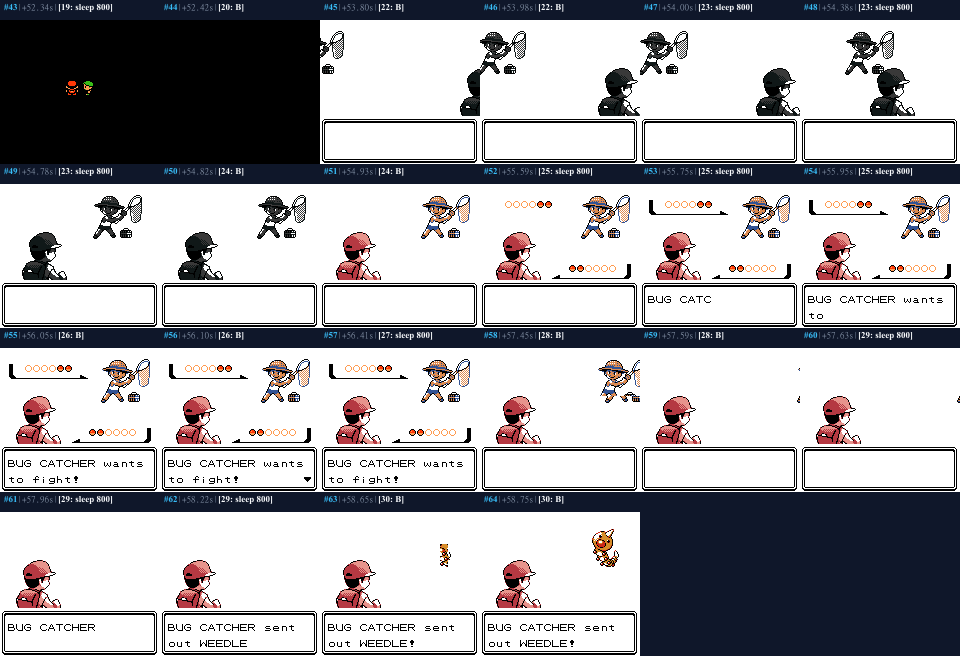 #43|+52.34s| [19: sleep 800]
#44|+52.42s| [20: B]
#45|+53.80s| [22: B]
#46|+53.98s| [22: B]
#47|+54.00s| [23: sleep 800]
#48|+54.38s| [23: sleep 800]
#49|+54.78s| [23: sleep 800]
#50|+54.82s| [24: B]
#51|+54.93s| [24: B]
#52|+55.59s| [25: sleep 800]
#53|+55.75s| [25: sleep 800]
#54|+55.95s| [25: sleep 800]
BUG CATC
BUG CATCHER wants
to
#55|+56.05s| [26: B]
#56|+56.10s| [26: B]
#57|+56.41s| [27: sleep 800]
#58|+57.45s| [28: B]
#59|+57.59s| [28: B]
#60|+57.63s| [29: sleep 800]
BUG CATCHER wants
to fight!
BUG CATCHER wants
to fight!
BUG CATCHER wants
to fight!
#61|+57.96s| [29: sleep 800]
#62|+58.22s| [29: sleep 800]
#63|+58.65s| [30: B]
#64|+58.75s| [30: B]
BUG CATCHER
BUG CATCHER sent
out WEEDLE
BUG CATCHER sent
out WEEDLE!
BUG CATCHER sent
out WEEDLE!